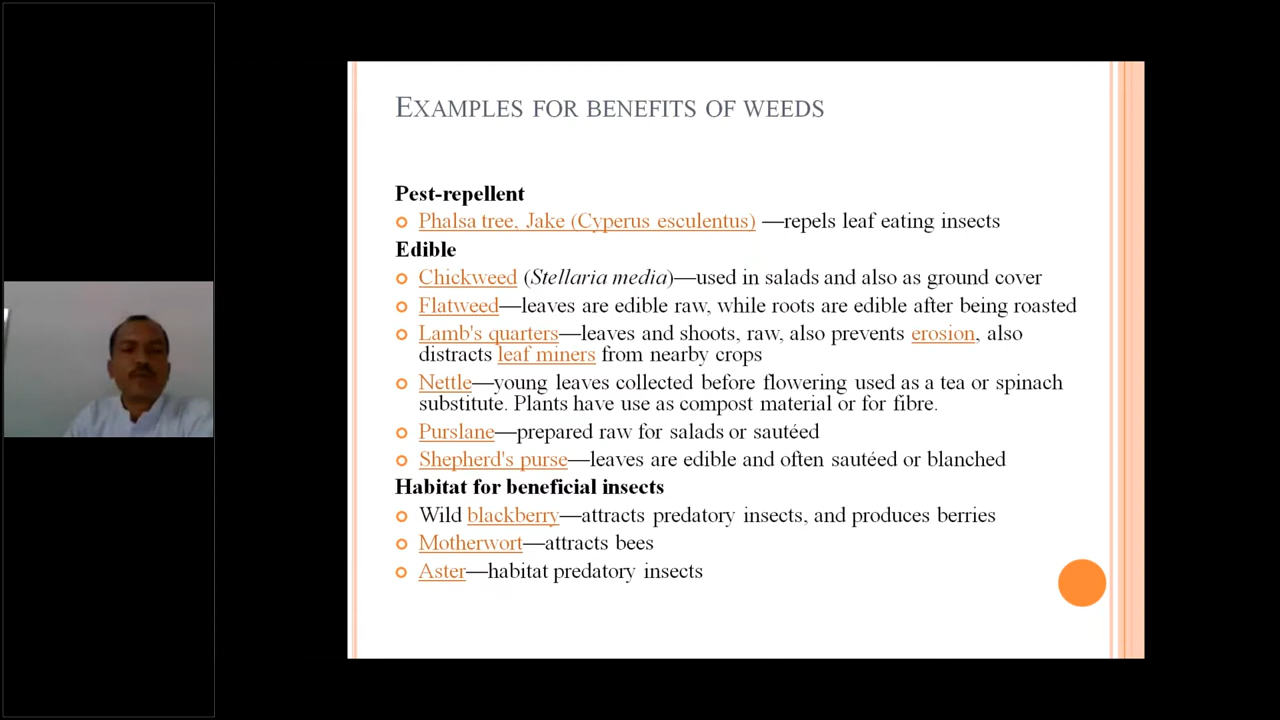 EXAMPLES FOR BENEFITS OF WEEDS
Pest-repellent
Phalsa tree, Jake (Cyperus esculentus) —repels leaf eating insects
Edible
Chickweed (Stellaria media)—used in salads and also as ground cover
Flatweed—leaves are edible raw, while roots are edible after being roasted
Lamb's quarters—leaves and shoots, raw, also prevents erosion, also
distracts leaf miners from nearby crops
Nettle—young leaves collected before flowering used as a tea or spinach
substitute. Plants have use as compost material or for fibre.
Purslane—prepared raw for salads or sautéed
Shepherd's purse—leaves are edible and often sautéed or blanched
Habitat for beneficial insects
Wild blackberry—attracts predatory insects, and produces berries
Motherwort—attracts bees
Aster—habitat predatory insects